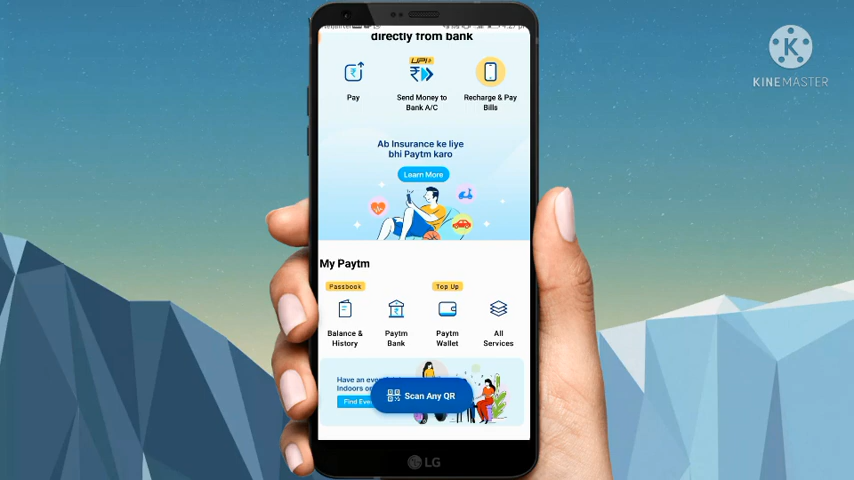 directly from bank
UPI
Pay
Send Money to
Bank A/C
Recharge & Pay
Bills
KINEMASTER
Ab Insurance ke liye
bhi Paytm karo
Learn More
My Paytm
Passbook
Top Up
Balance &
History
Paytm
Bank
Paytm
Wallet
All
Services
Have an even
Indoors or
Find Eve
Scan Any QR
LG